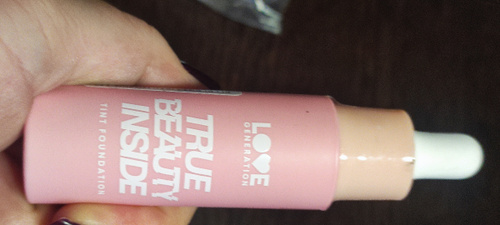 LOVE
GENERATION
TRUE
BEAUTY
INSIDE
TINT FOUNDATION